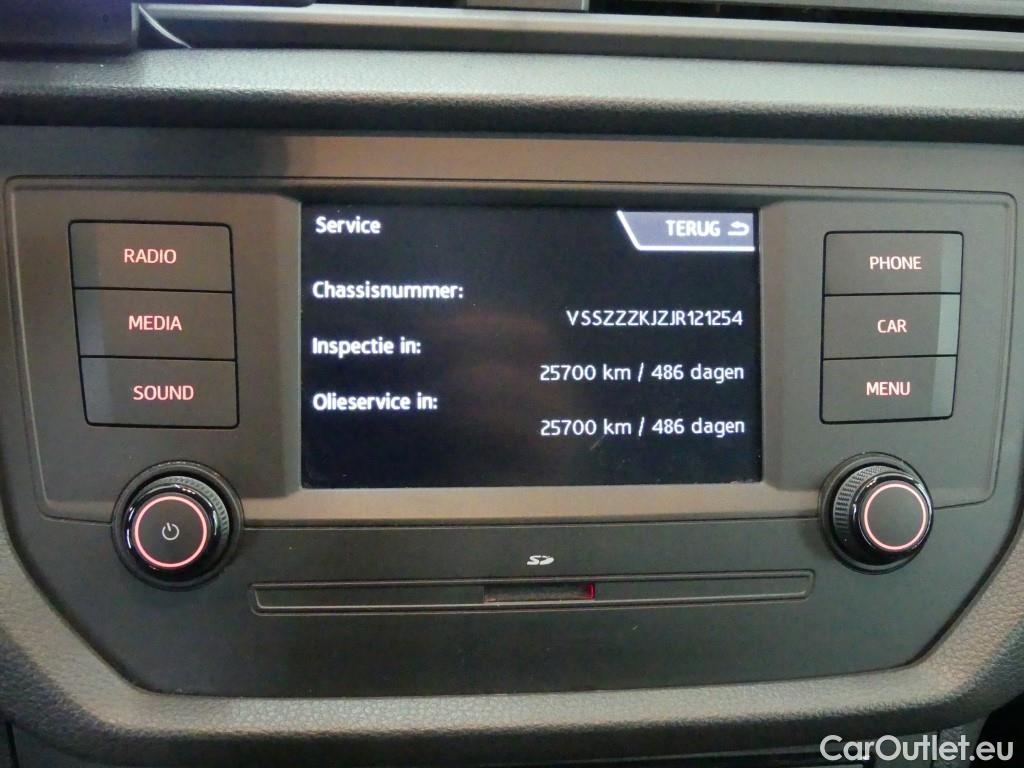 Service
TERUG
Chassisnummer:
VSSZZZKJZJR121254
Inspectie in:
25700 km / 486 dagen
Olieservice in:
25700 km / 486 dagen
RADIO
MEDIA
SOUND
PHONE
CAR
MENU
SD
CarOutlet.eu